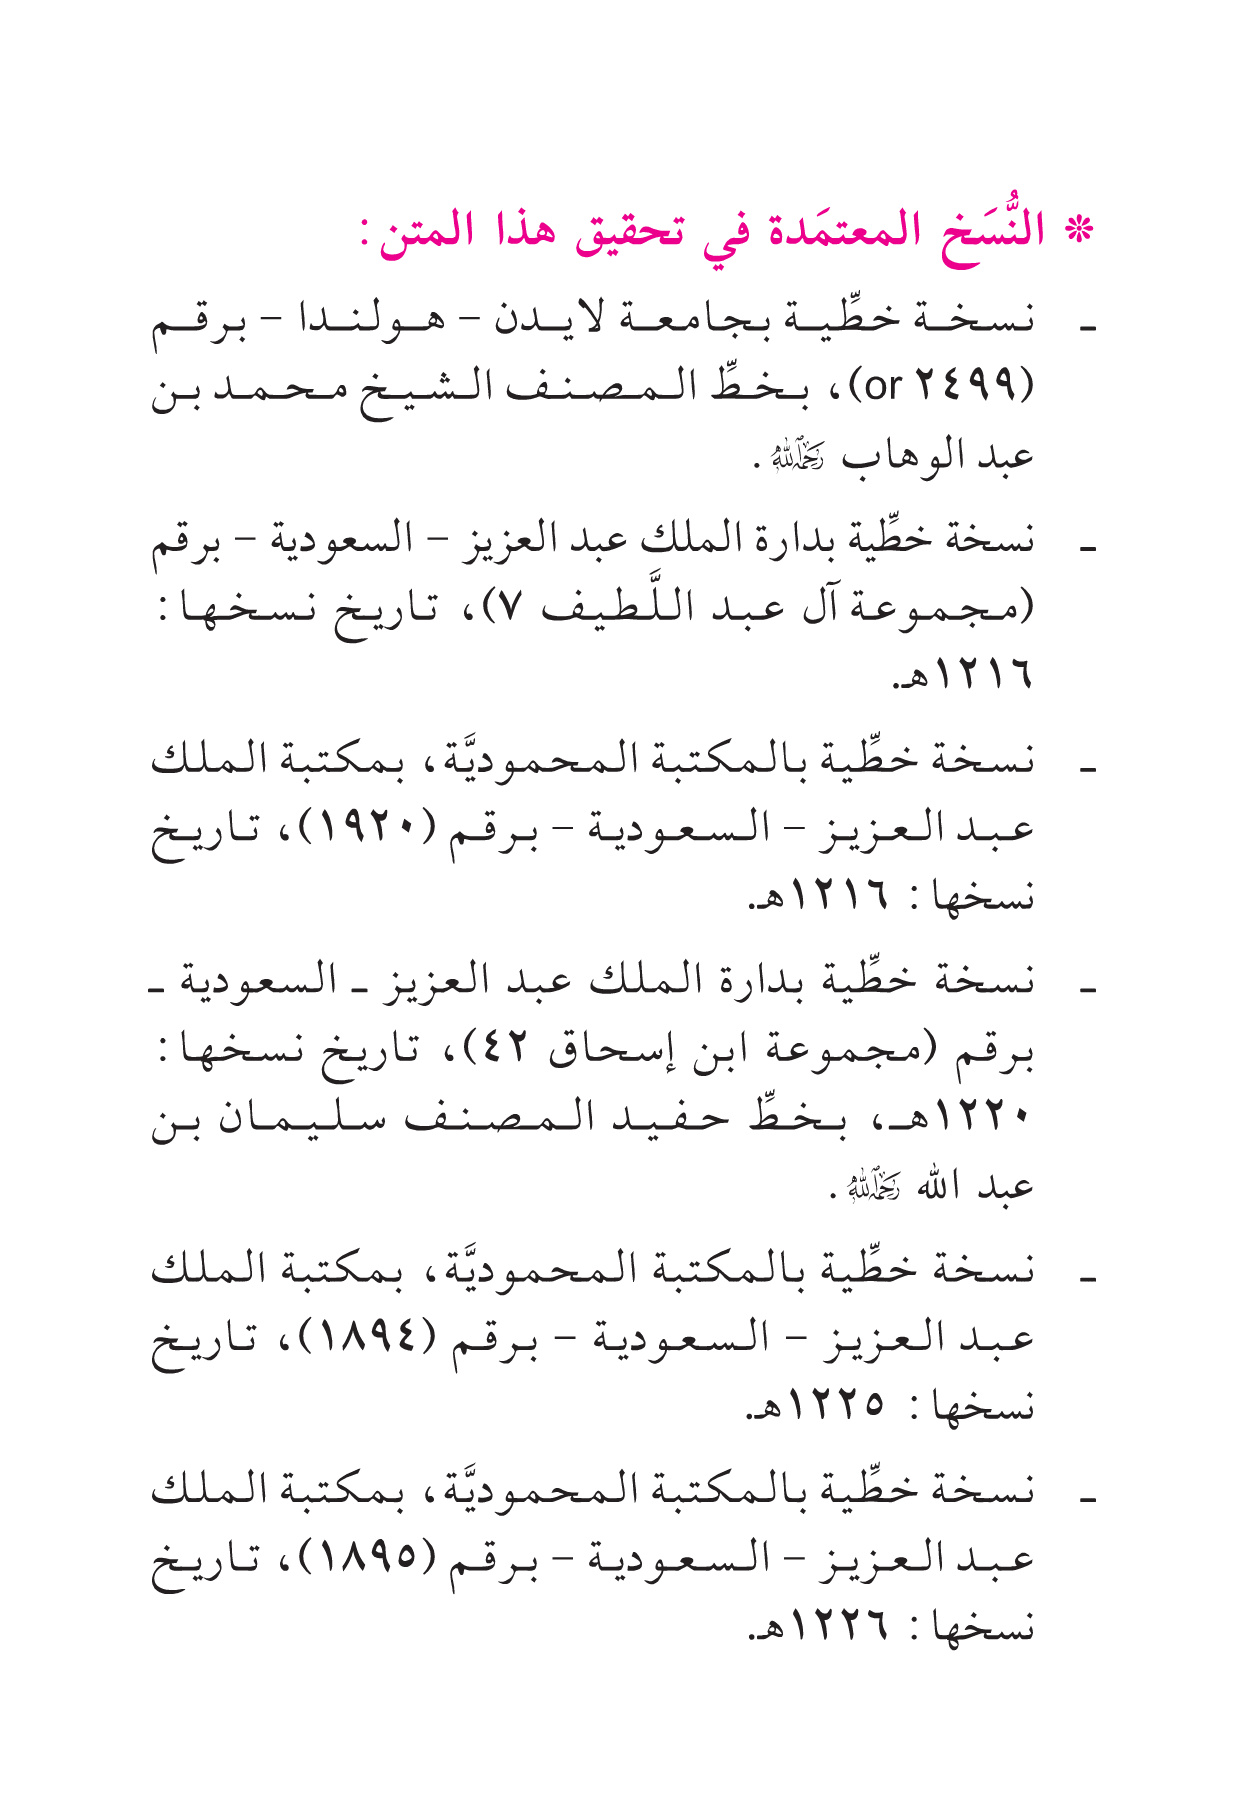 ❊ النُّسَخ المعتمَدة في تحقيق هذا المتن:
ـ نسخة خطِّية بجامعة لايدن - هولندا - برقم
(or ٢٤٩٩)، بخطِّ المصنف الشيخ محمد بن
عبد الوهاب رحمه الله.
ـ نسخة خطِّية بدارة الملك عبد العزيز - السعودية - برقم
(مجموعة آل عبد اللَّطيف ٧)، تاريخ نسخها:
١٢١٦هـ.
ـ نسخة خطِّية بالمكتبة المحموديَّة، بمكتبة الملك
عبد العزيز - السعودية - برقم (١٩٢٠)، تاريخ
نسخها: ١٢١٦هـ.
ـ نسخة خطِّية بدارة الملك عبد العزيز ـ السعودية ـ
برقم (مجموعة ابن إسحاق ٤٢)، تاريخ نسخها:
١٢٢٠هـ، بخطِّ حفيد المصنف سليمان بن
عبد الله رحمه الله.
ـ نسخة خطِّية بالمكتبة المحموديَّة، بمكتبة الملك
عبد العزيز - السعودية - برقم (١٨٩٤)، تاريخ
نسخها: ١٢٢٥هـ.
ـ نسخة خطِّية بالمكتبة المحموديَّة، بمكتبة الملك
عبد العزيز - السعودية - برقم (١٨٩٥)، تاريخ
نسخها: ١٢٢٦هـ.